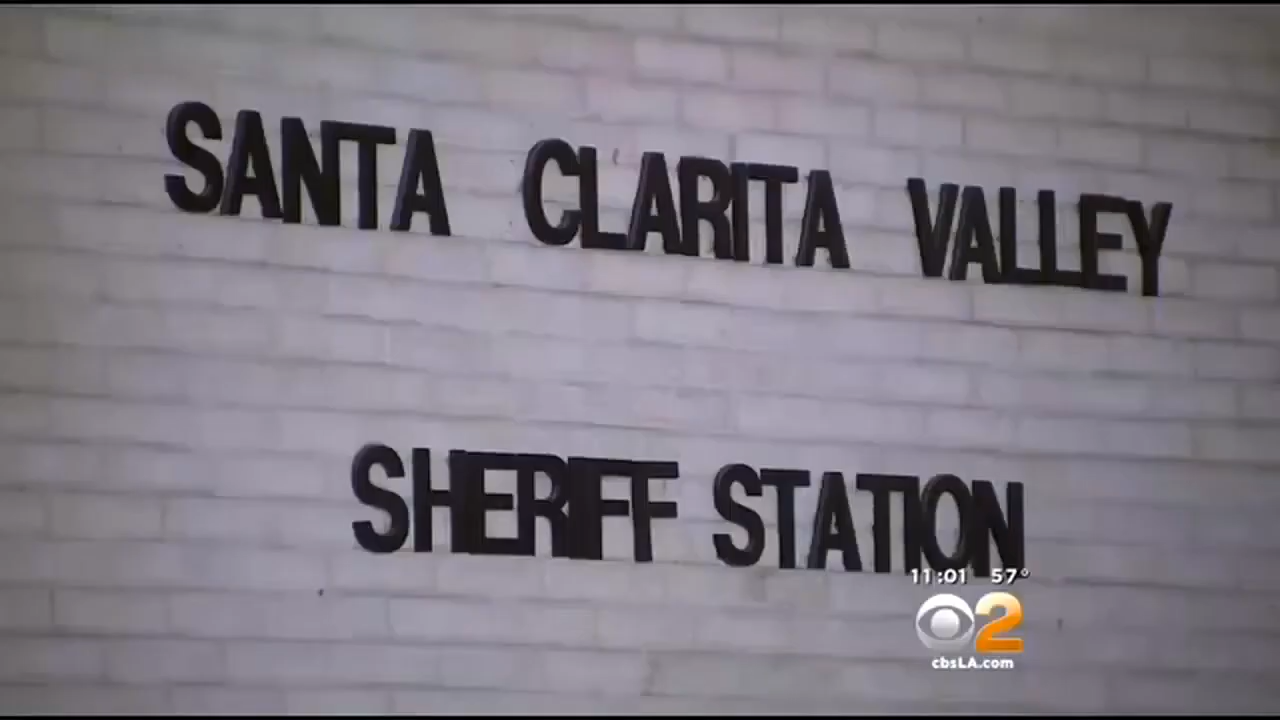 SANTA CLARITA VALLEY
SHERIFF STATION
11:01 57°
2
cbsLA.com